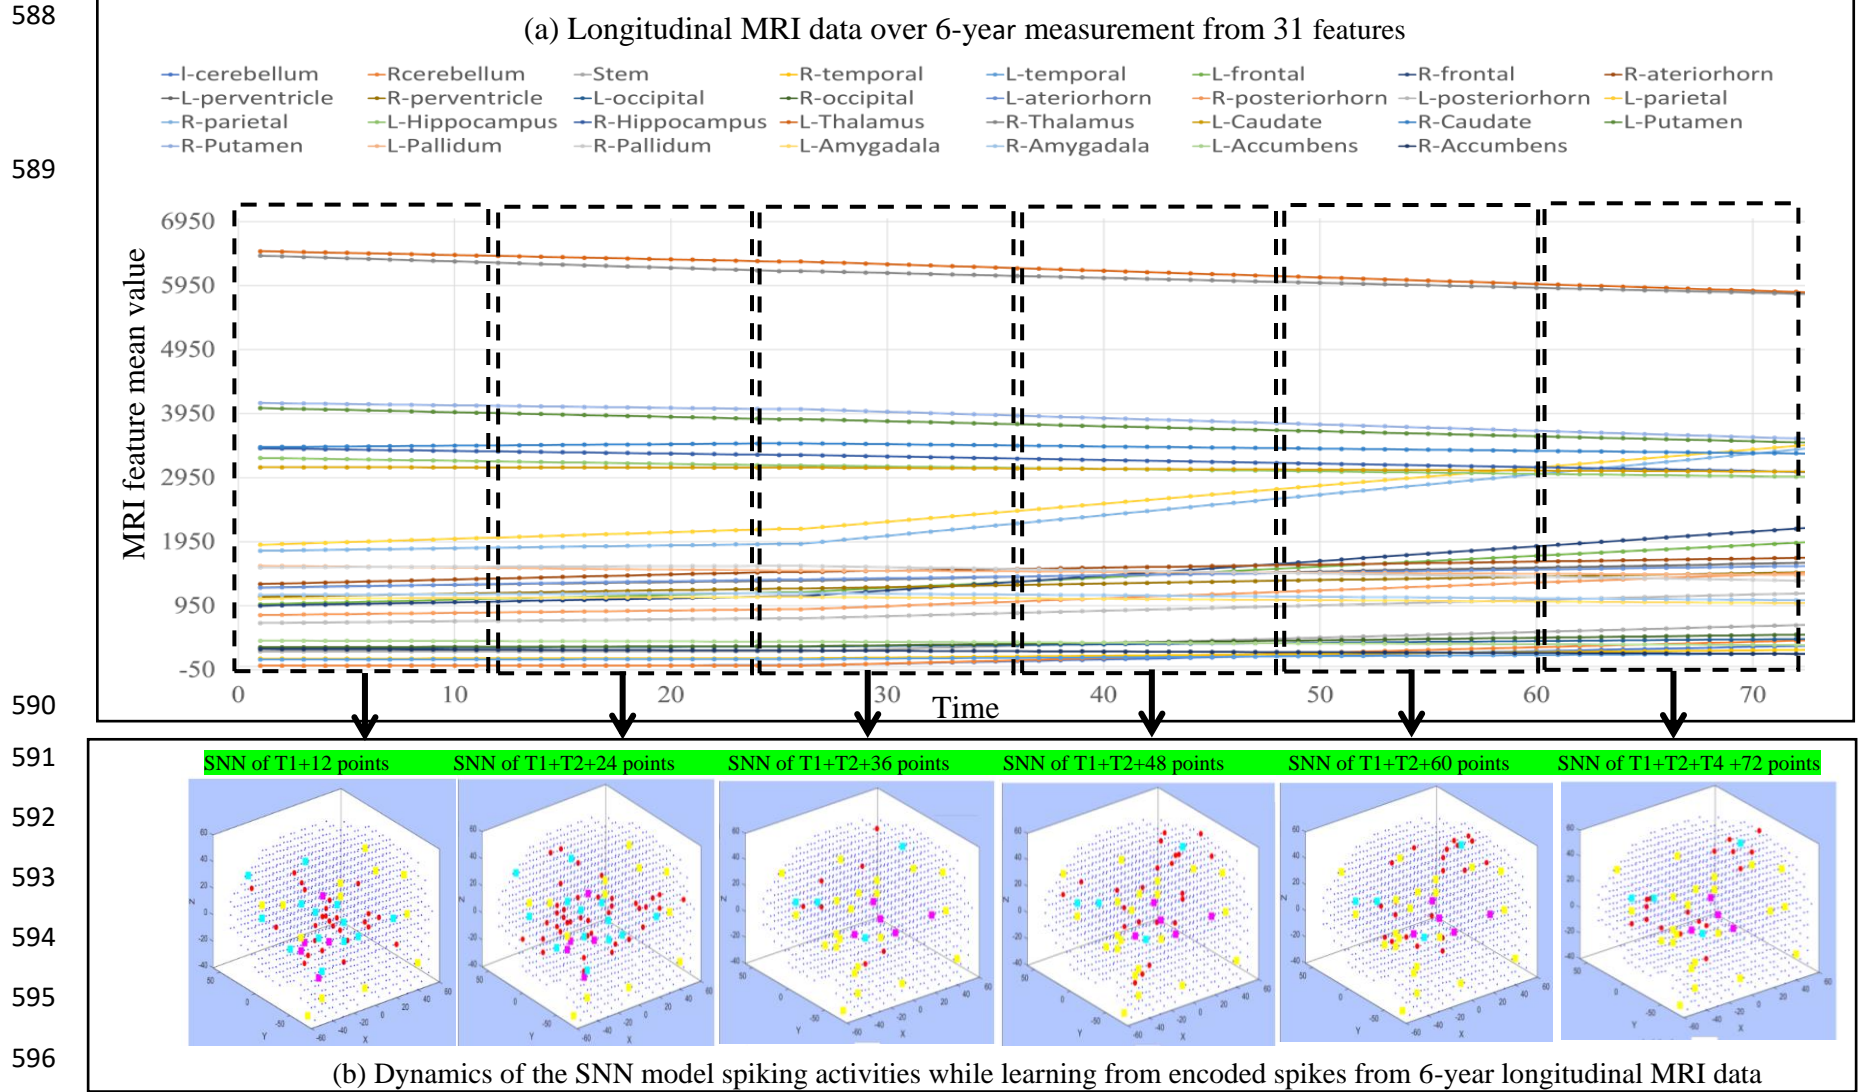 588
(a) Longitudinal MRI data over 6-year measurement from 31 features
l-cerebellum Rcerebellum Stem R-temporal L-temporal L-frontal R-frontal R-ateriorhorn
L-perventricle R-perventricle L-occipital R-occipital L-ateriorhorn R-posteriorhorn L-posteriorhorn L-parietal
R-parietal L-Hippocampus R-Hippocampus L-Thalamus R-Thalamus L-Caudate R-Caudate L-Putamen
R-Putamen L-Pallidum R-Pallidum L-Amygadala R-Amygadala L-Accumbens R-Accumbens
589
MRI feature mean value
6950
5950
4950
3950
2950
1950
950
-50
0 10 20 30 40 50 60 70
Time
590
591
SNN of T1+12 points SNN of T1+T2+24 points SNN of T1+T2+36 points SNN of T1+T2+48 points SNN of T1+T2+60 points SNN of T1+T2+T4 +72 points
592
593
594
595
596
(b) Dynamics of the SNN model spiking activities while learning from encoded spikes from 6-year longitudinal MRI data